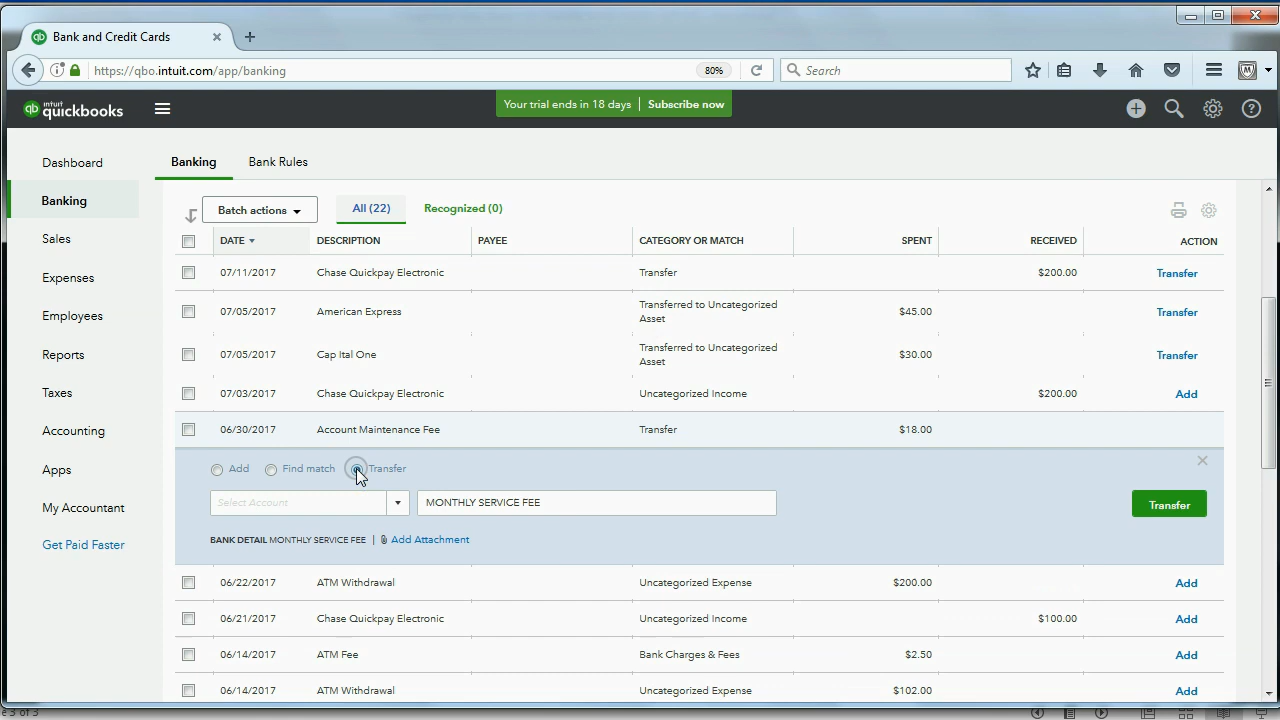 Bank and Credit Cards
https://qbo.intuit.com/app/banking 80% Search
intuit quickbooks Your trial ends in 18 days Subscribe now
Dashboard
Banking
Sales
Expenses
Employees
Reports
Taxes
Accounting
Apps
My Accountant
Get Paid Faster
Banking Bank Rules
Batch actions All (22) Recognized (0)
DATE DESCRIPTION PAYEE CATEGORY OR MATCH SPENT RECEIVED ACTION
07/11/2017 Chase Quickpay Electronic Transfer $200.00 Transfer
07/05/2017 American Express Transferred to Uncategorized Asset $45.00 Transfer
07/05/2017 Cap Ital One Transferred to Uncategorized Asset $30.00 Transfer
07/03/2017 Chase Quickpay Electronic Uncategorized Income $200.00 Add
06/30/2017 Account Maintenance Fee Transfer $18.00
Add Find match Transfer
Select Account MONTHLY SERVICE FEE Transfer
BANK DETAIL MONTHLY SERVICE FEE | Add Attachment
06/22/2017 ATM Withdrawal Uncategorized Expense $200.00 Add
06/21/2017 Chase Quickpay Electronic Uncategorized Income $100.00 Add
06/14/2017 ATM Fee Bank Charges & Fees $2.50 Add
06/14/2017 ATM Withdrawal Uncategorized Expense $102.00 Add
e 3 of 3